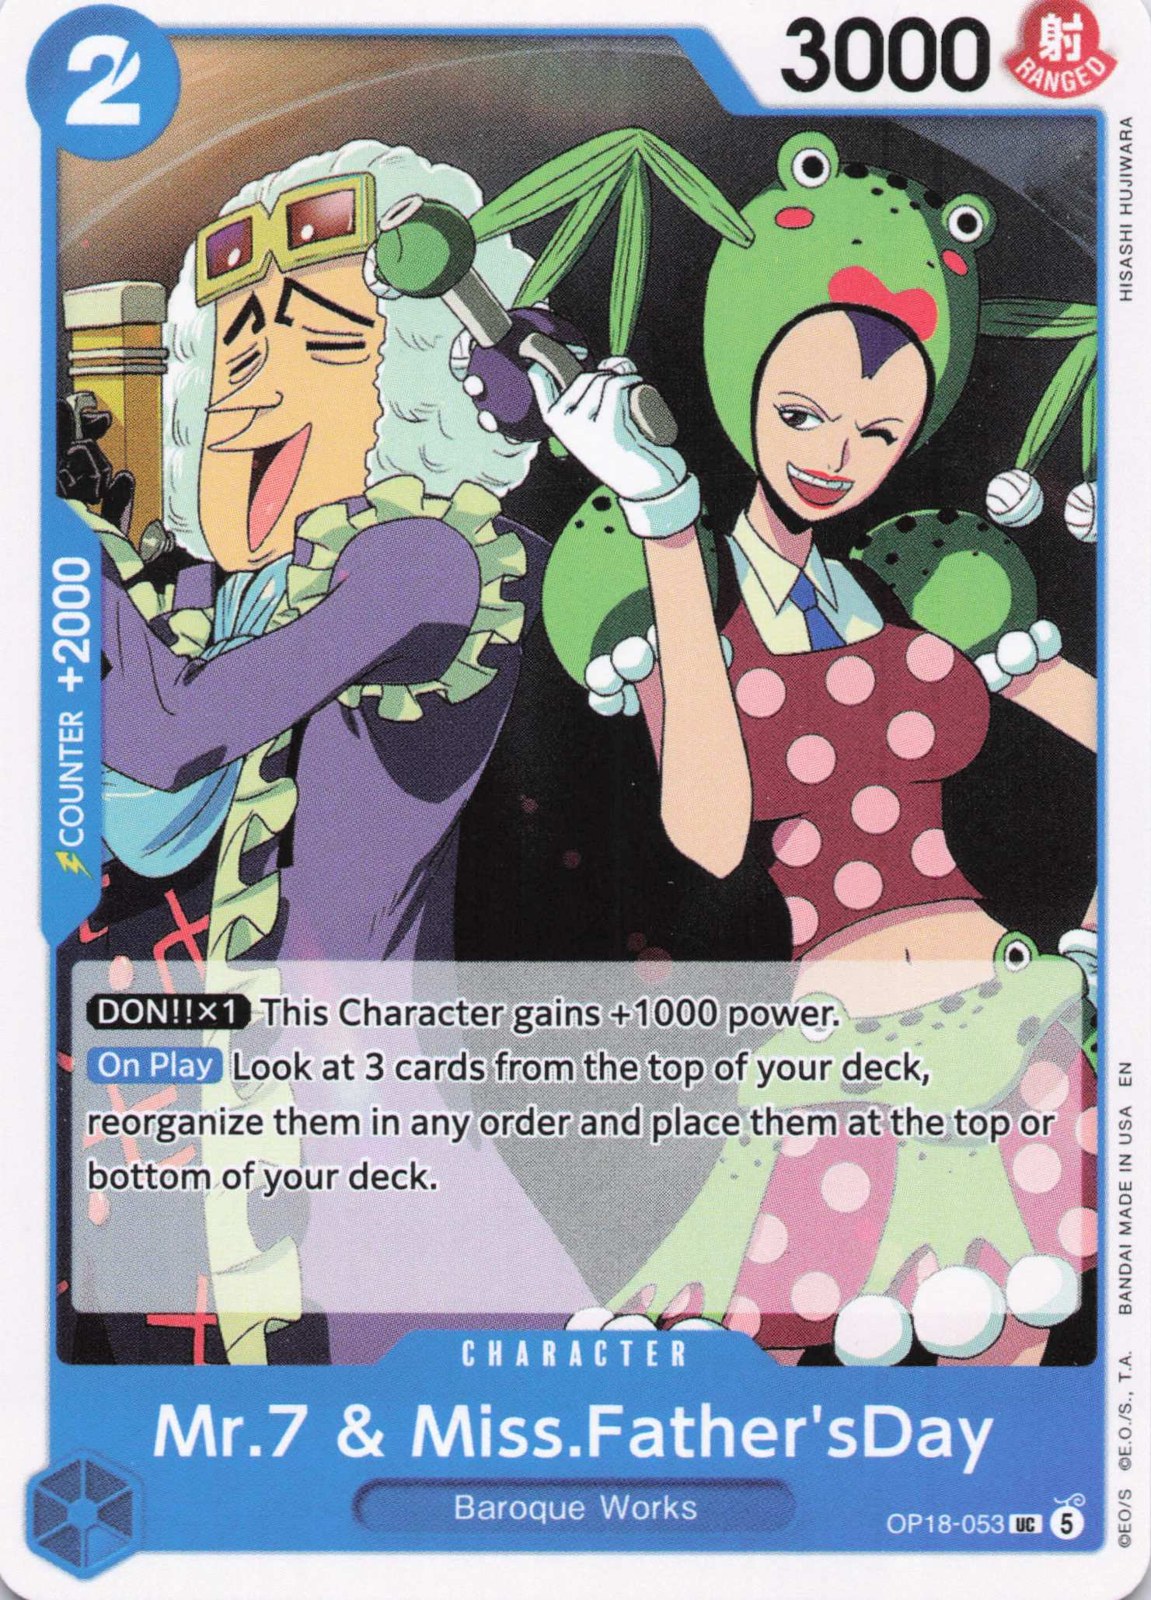 2
3000
射
RANGED
HISASHI HUJIWARA
COUNTER +2000
DON!!×1 This Character gains +1000 power.
On Play Look at 3 cards from the top of your deck,
reorganize them in any order and place them at the top or
bottom of your deck.
CHARACTER
Mr.7 & Miss.Father'sDay
Baroque Works
OP18-053 UC 5
©EO/S ©E.O./S., T.A. BANDAI MADE IN USA EN